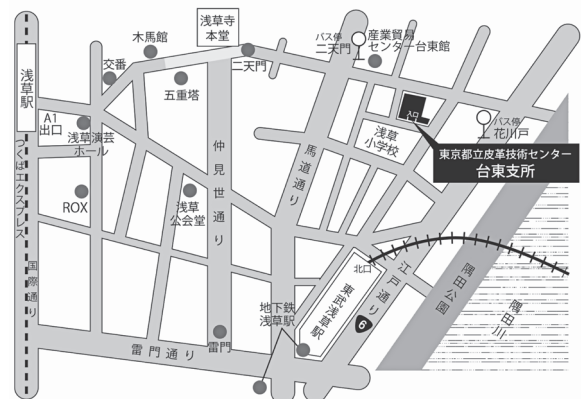 浅草寺
本堂
バス停
二天門
産業貿易
センター台東館
木馬館
二天門
交番
五重塔
浅草駅
A1
出口
浅草演芸
ホール
つくばエクスプレス
仲見世通り
馬道通り
浅草
小学校
入口
バス停
花川戸
東京都立皮革技術センター
台東支所
ROX
浅草
公会堂
国際通り
北口
江戸通り
東武浅草駅
6
隅田公園
隅田川
地下鉄
浅草駅
雷門通り
雷門